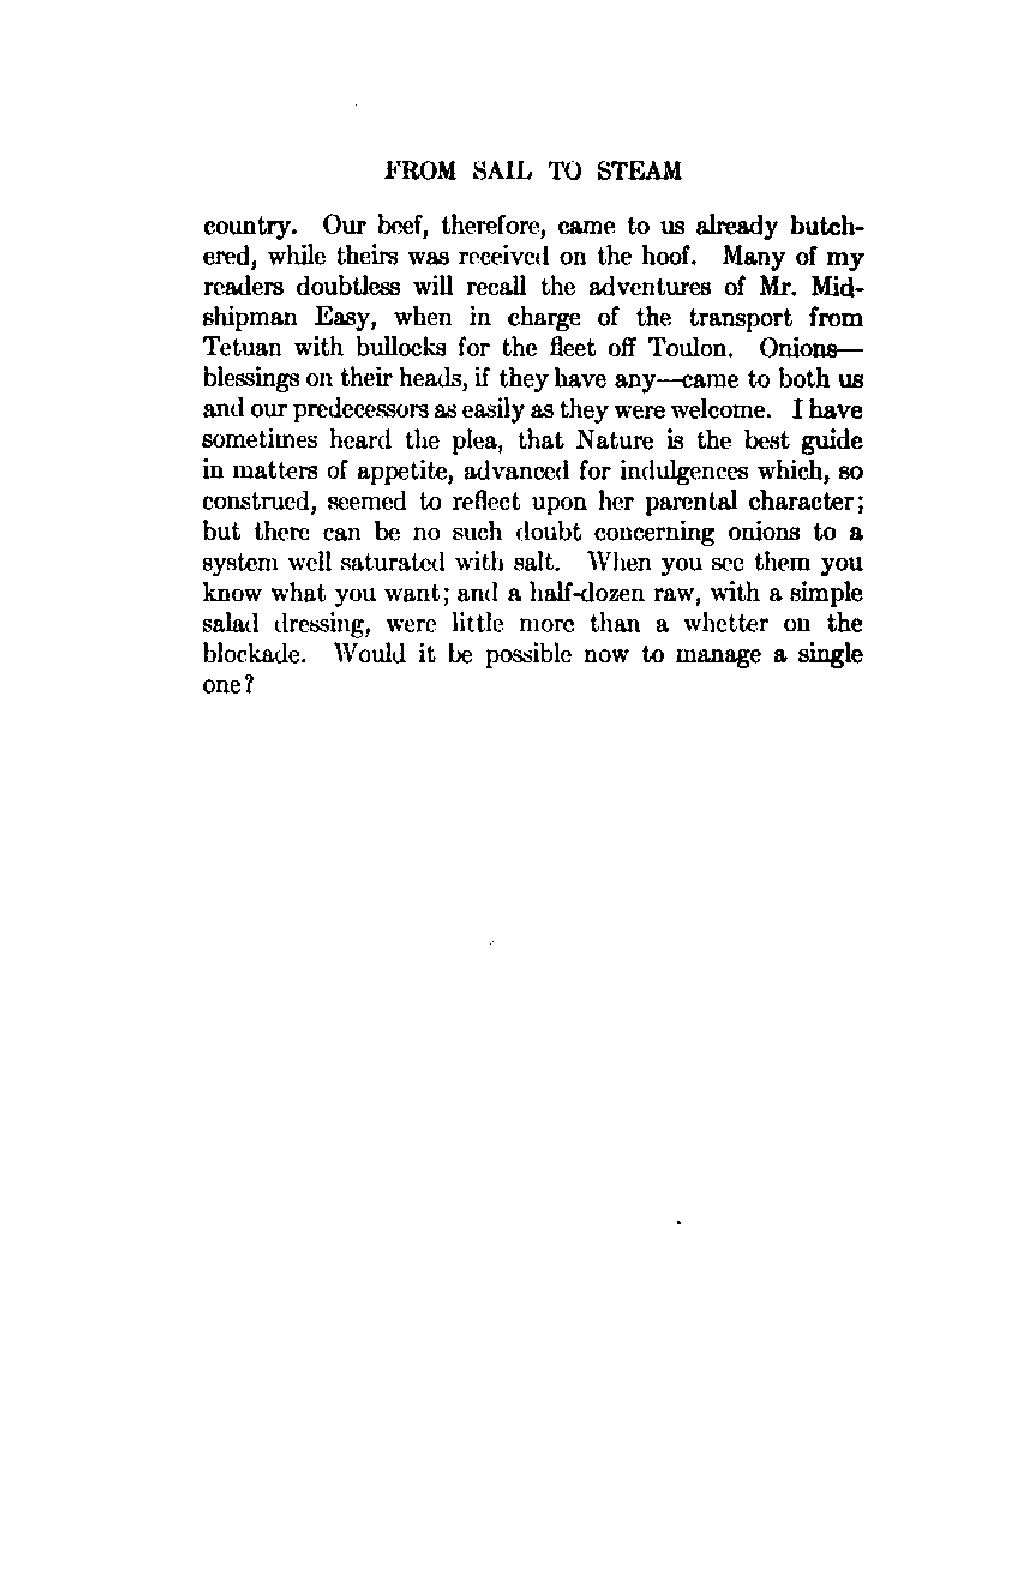 FROM SAIL TO STEAM
country. Our beef, therefore, came to us already butch-
ered, while theirs was received on the hoof. Many of my
readers doubtless will recall the adventures of Mr. Mid-
shipman Easy, when in charge of the transport from
Tetuan with bullocks for the fleet off Toulon. Onions—
blessings on their heads, if they have any—came to both us
and our predecessors as easily as they were welcome. I have
sometimes heard the plea, that Nature is the best guide
in matters of appetite, advanced for indulgences which, so
construed, seemed to reflect upon her parental character;
but there can be no such doubt concerning onions to a
system well saturated with salt. When you see them you
know what you want; and a half-dozen raw, with a simple
salad dressing, were little more than a whetter on the
blockade. Would it be possible now to manage a single
one?